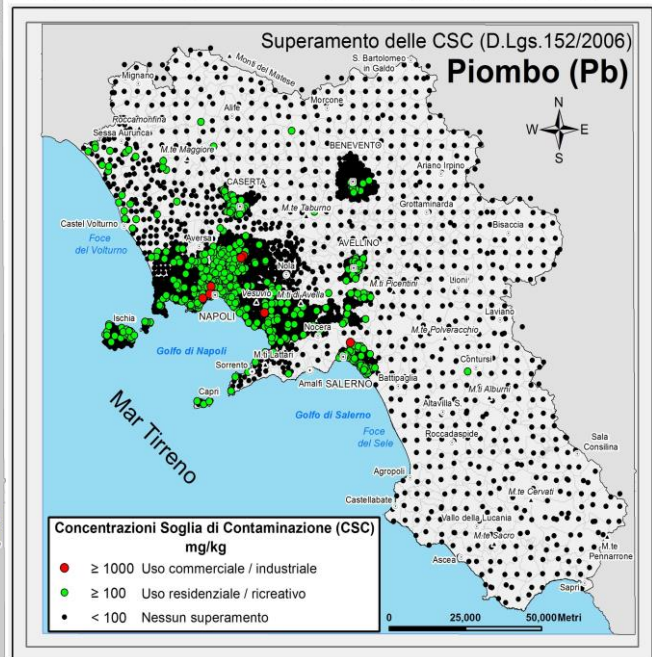 Superamento delle CSC (D.Lgs.152/2006)
Piombo (Pb)
N
W E
S
Monti del Matese
S. Bartolomeo
in Galdo
Mignano
Morcone
Alife
Roccamonfina
Sessa Aurunca
M.te Maggiore
BENEVENTO
Ariano Irpino
CASERTA
M.te Taburno
Grottaminarda
Castel Volturno
Aversa
Bisaccia
Foce
del Volturno
AVELLINO
Nola
Lioni
M.ti Picentini
Vesuvio
M.ti di Avella
Laviano
Ischia
NAPOLI
Nocera
M.te Polveracchio
Golfo di Napoli
M.ti Lattari
Contursi
Sorrento
Battipaglia
Capri
Amalfi
SALERNO
M.ti Alburni
Altavilla S.
Golfo di Salerno
Mar Tirreno
Foce
del Sele
Roccadaspide
Sala
Consilina
Agropoli
M.te Cervati
Castellabate
Vallo della Lucania
M.te Sacro
M.te
Pennarrone
Ascea
Sapri
Concentrazioni Soglia di Contaminazione (CSC)
mg/kg
≥ 1000 Uso commerciale / industriale
≥ 100 Uso residenziale / ricreativo
< 100 Nessun superamento
0 25,000 50,000 Metri